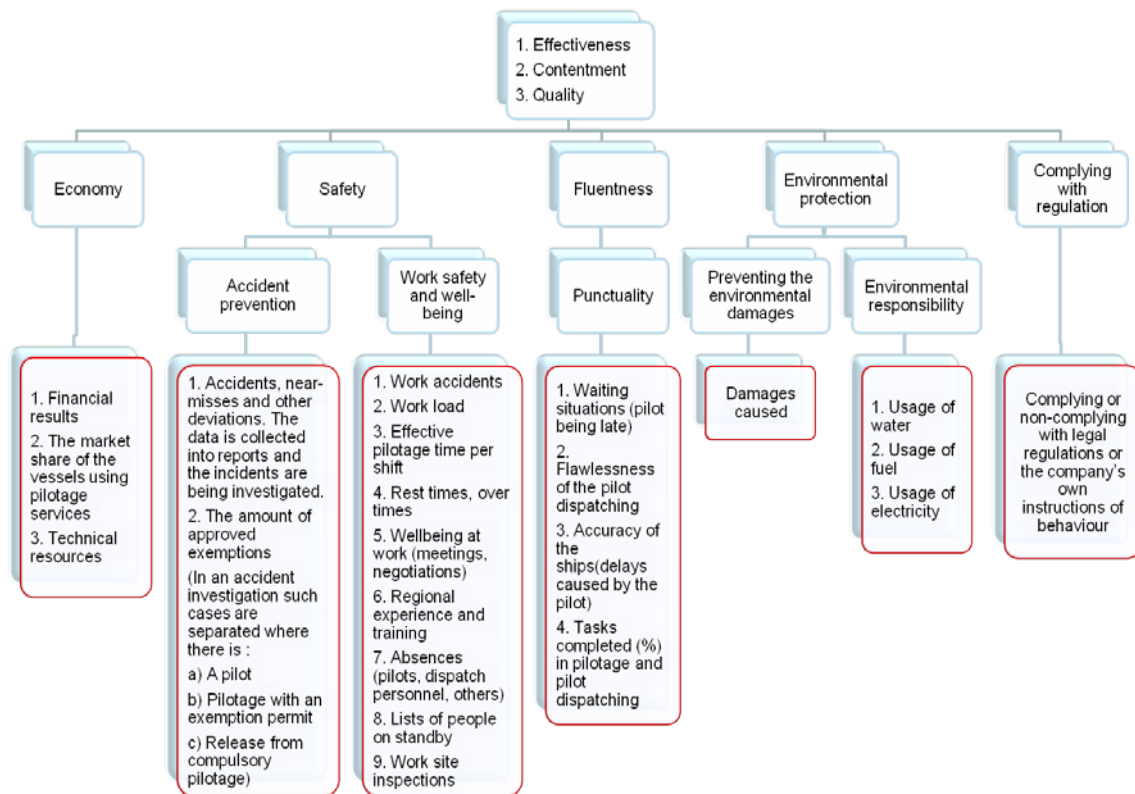 1. Effectiveness
2. Contentment
3. Quality
Economy
Safety
Fluentness
Environmental
protection
Complying
with
regulation
Accident
prevention
Work safety
and well-
being
Punctuality
Preventing the
environmental
damages
Environmental
responsibility
1. Financial
results
2. The market
share of the
vessels using
pilotage
services
3. Technical
resources
1. Accidents, near-
misses and other
deviations. The
data is collected
into reports and
the incidents are
being investigated.
2. The amount of
approved
exemptions
(In an accident
investigation such
cases are
separated where
there is :
a) A pilot
b) Pilotage with an
exemption permit
c) Release from
compulsory
pilotage)
1. Work accidents
2. Work load
3. Effective
pilotage time per
shift
4. Rest times, over
times
5. Wellbeing at
work (meetings,
negotiations)
6. Regional
experience and
training
7. Absences
(pilots, dispatch
personnel, others)
8. Lists of people
on standby
9. Work site
inspections
1. Waiting
situations (pilot
being late)
2.
Flawlessness
of the pilot
dispatching
3. Accuracy of
the
ships(delays
caused by the
pilot)
4. Tasks
completed (%)
in pilotage and
pilot
dispatching
Damages
caused
1. Usage of
water
2. Usage of
fuel
3. Usage of
electricity
Complying or
non-complying
with legal
regulations or
the company's
own
instructions of
behaviour